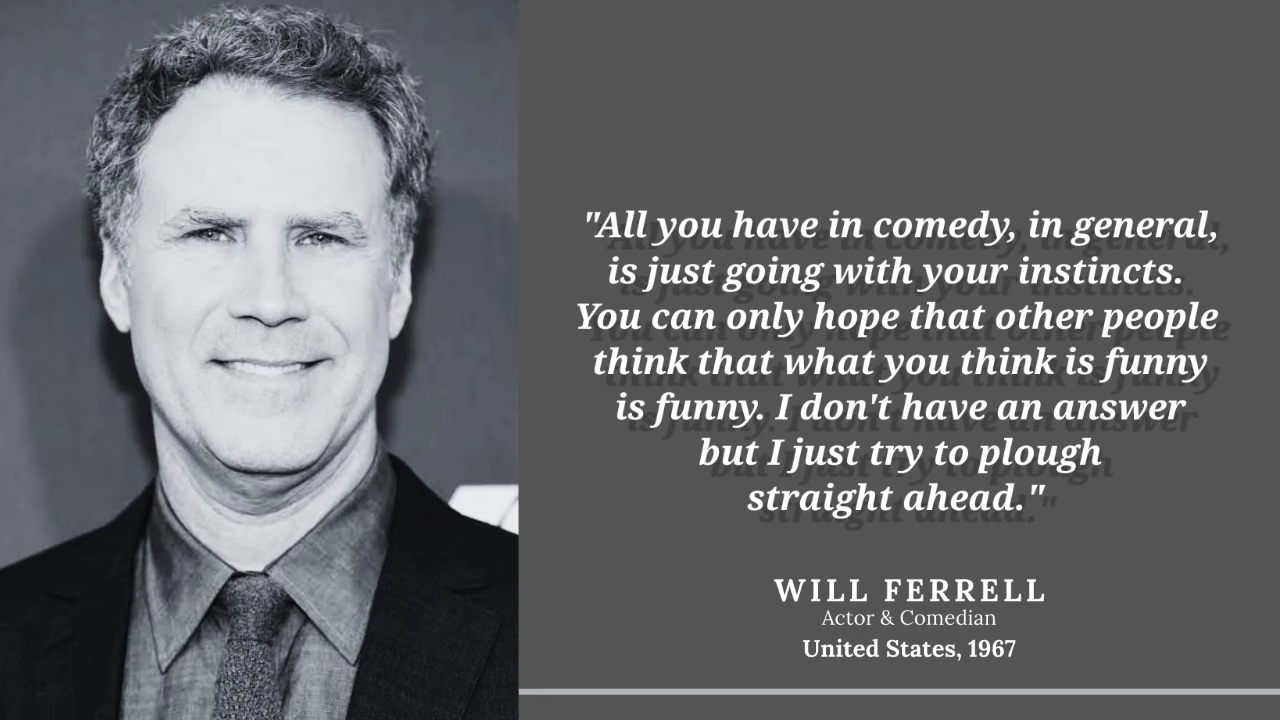 "All you have in comedy, in general,
is just going with your instincts.
You can only hope that other people
think that what you think is funny
is funny. I don't have an answer
but I just try to plough
straight ahead."
WILL FERRELL
Actor & Comedian
United States, 1967